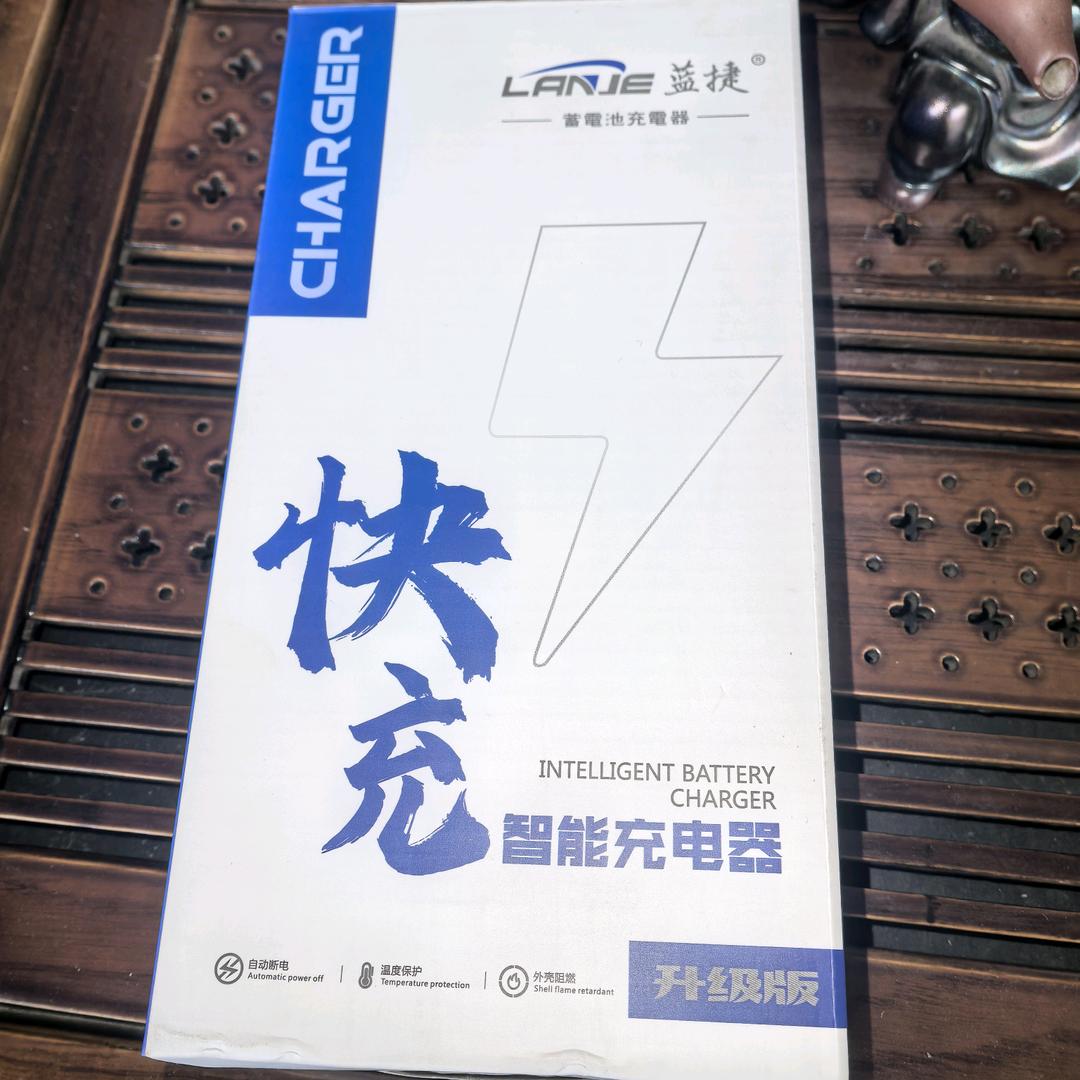 CHARGER
LANJE 蓝捷®
蓄電池充電器
快充
INTELLIGENT BATTERY
CHARGER
智能充电器
自动断电
Automatic power off
温度保护
Temperature protection
外壳阻燃
Shell flame retardant
升级版